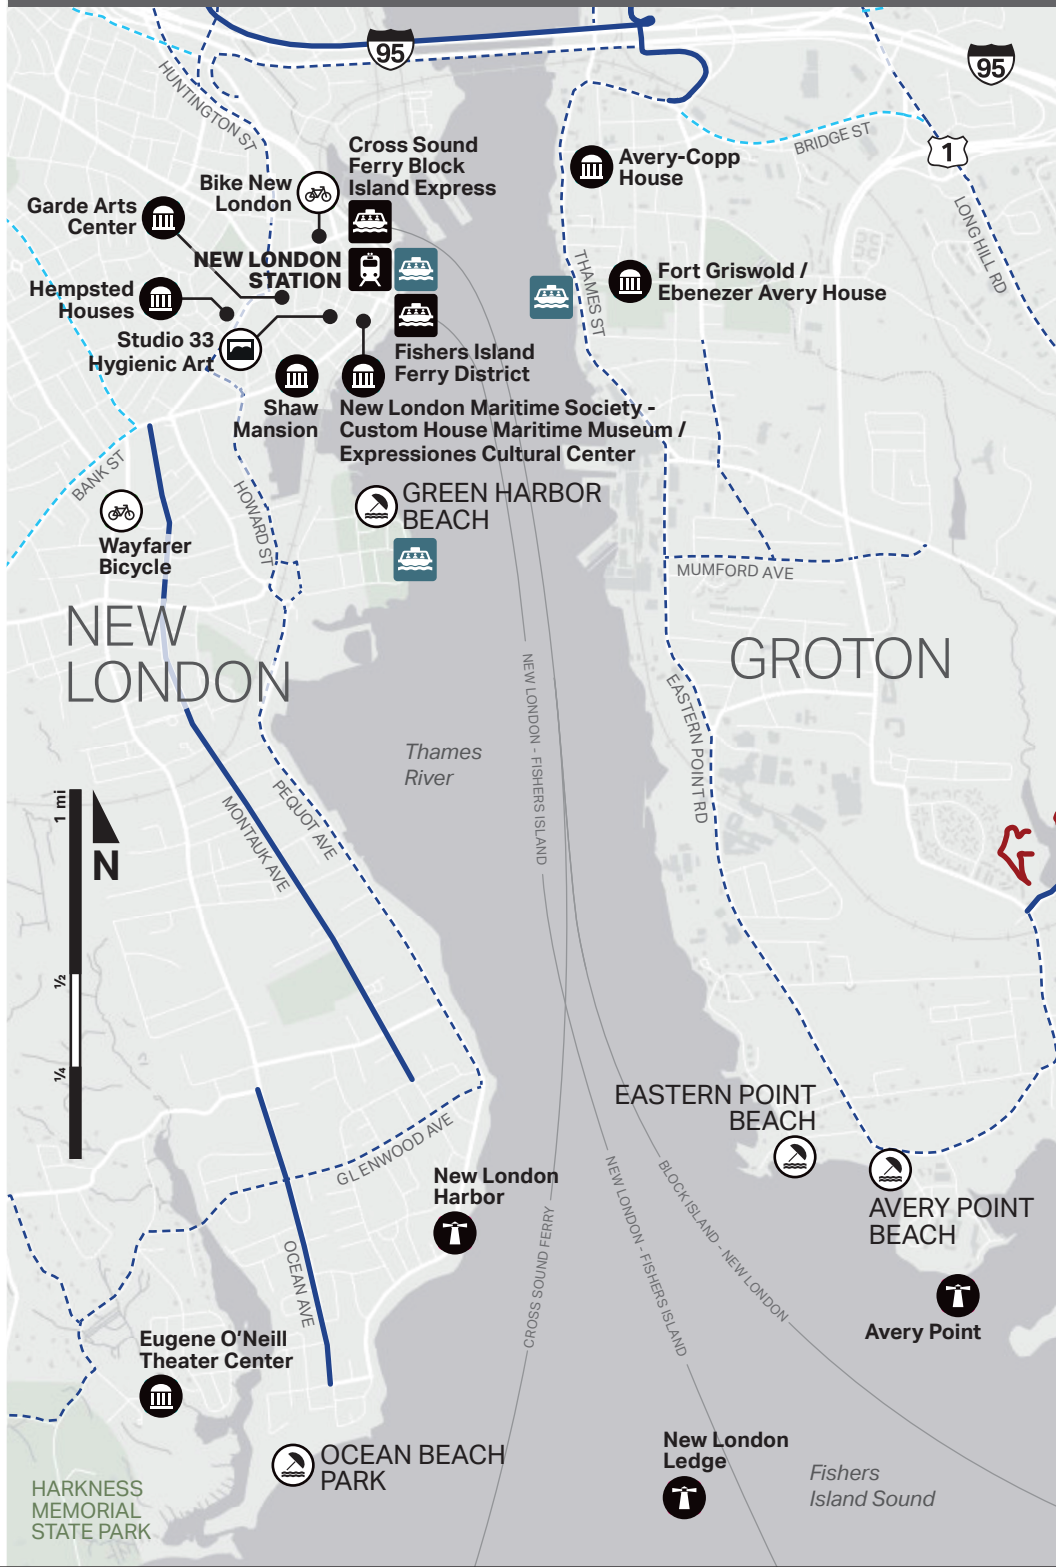 95
95
HUNTINGTON ST
BRIDGE ST
1
LONG HILL RD
Cross Sound
Ferry Block
Island Express
Avery-Copp
House
Bike New
London
Garde Arts
Center
NEW LONDON
STATION
THAMES ST
Fort Griswold /
Ebenezer Avery House
Hempsted
Houses
Studio 33
Hygienic Art
Fishers Island
Ferry District
Shaw
Mansion
New London Maritime Society -
Custom House Maritime Museum /
Expressiones Cultural Center
BANK ST
HOWARD ST
GREEN HARBOR
BEACH
Wayfarer
Bicycle
MUMFORD AVE
NEW
LONDON
GROTON
NEW LONDON - FISHERS ISLAND
EASTERN POINT RD
Thames
River
1 mi
N
PEQUOT AVE
MONTAUK AVE
1/2
1/4
EASTERN POINT
BEACH
GLENWOOD AVE
New London
Harbor
AVERY POINT
BEACH
CROSS SOUND FERRY
NEW LONDON - FISHERS ISLAND
BLOCK ISLAND - NEW LONDON
OCEAN AVE
Avery Point
Eugene O’Neill
Theater Center
OCEAN BEACH
PARK
New London
Ledge
Fishers
Island Sound
HARKNESS
MEMORIAL
STATE PARK